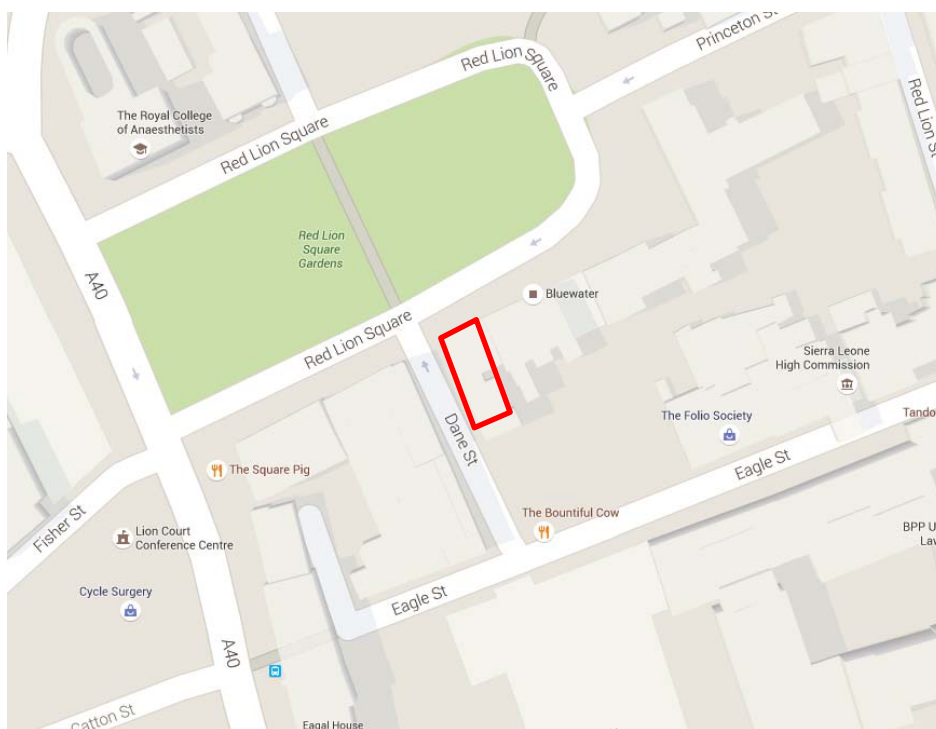 Princeton St
Red Lion Square
Red Lion St
The Royal College
of Anaesthetists
Red Lion Square
Red Lion
Square
Gardens
A40
Bluewater
Red Lion Square
Sierra Leone
High Commission
The Folio Society
Tando
Dane St
Eagle St
The Square Pig
The Bountiful Cow
Fisher St
Lion Court
Conference Centre
BPP U
Lav
Cycle Surgery
Eagle St
A40
Catton St
Eagal House